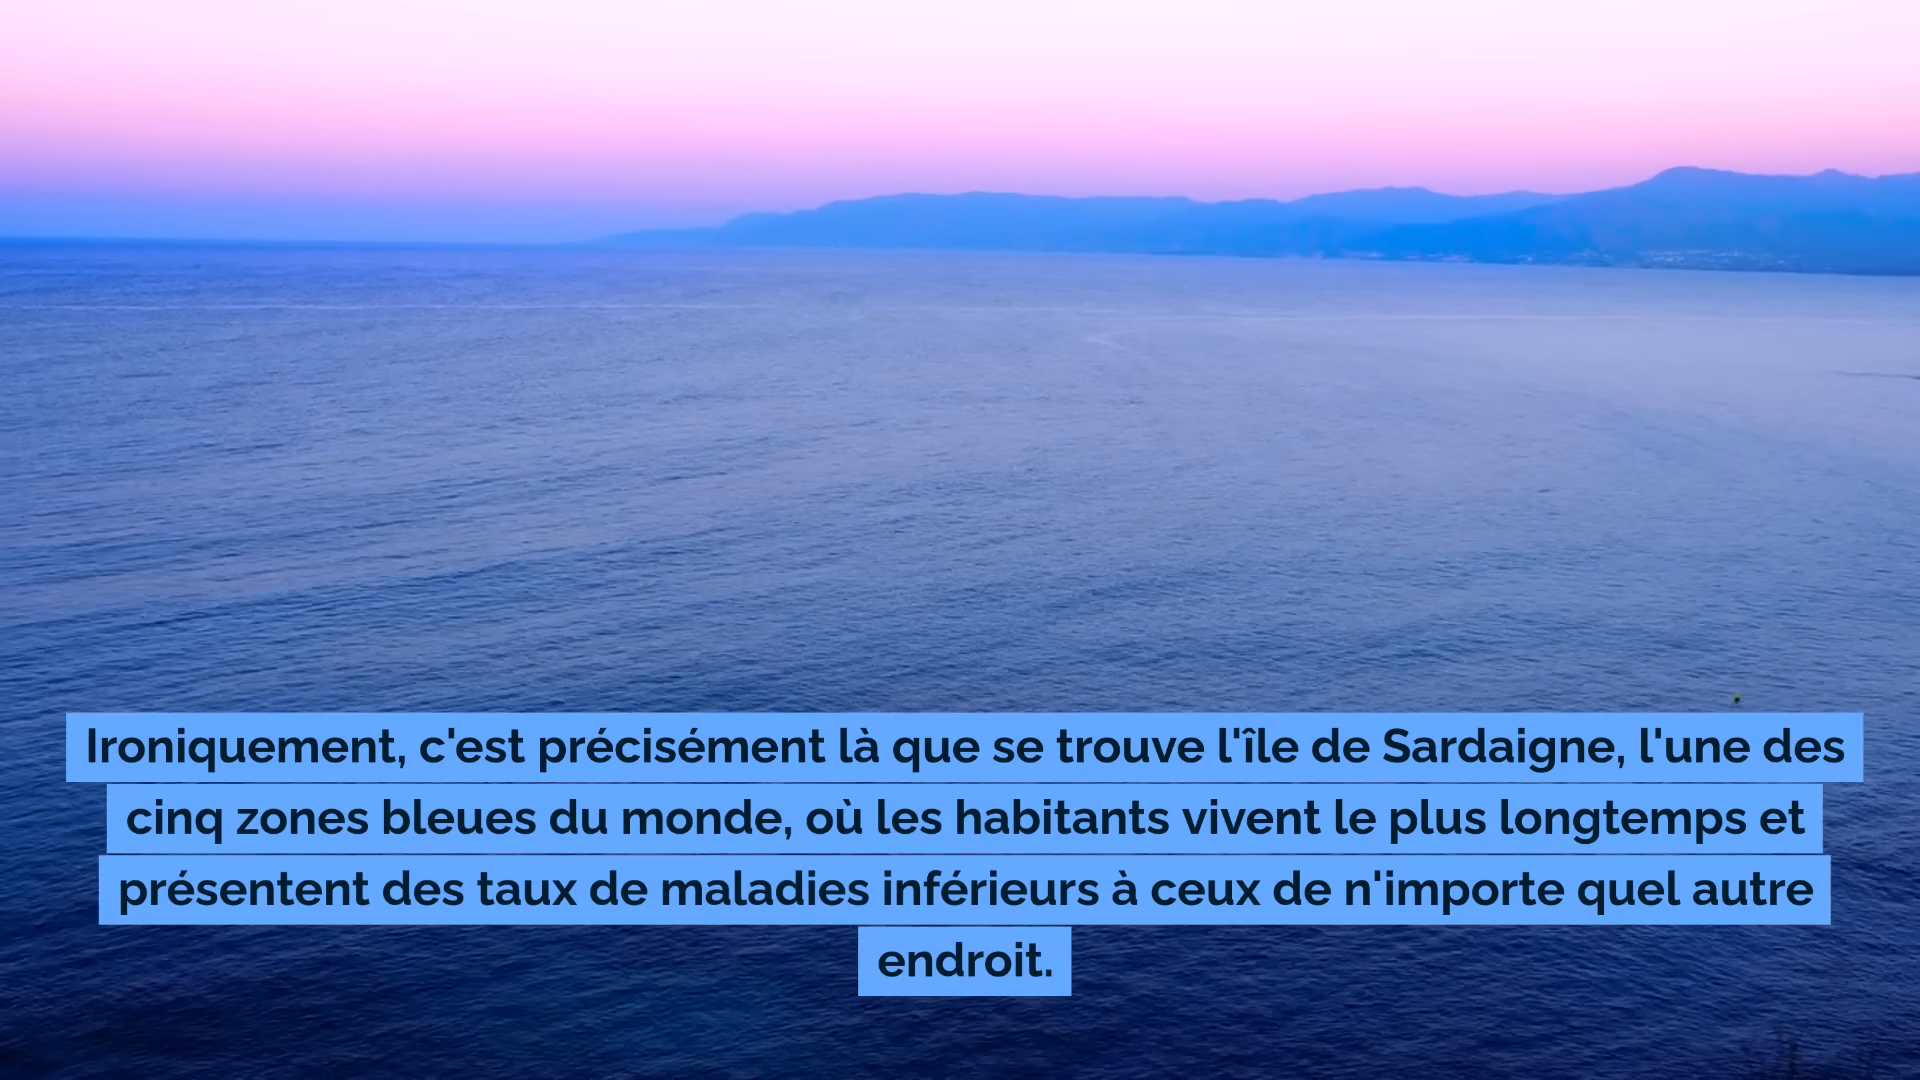 Ironiquement, c'est précisément là que se trouve l'île de Sardaigne, l'une des
cinq zones bleues du monde, où les habitants vivent le plus longtemps et
présentent des taux de maladies inférieurs à ceux de n'importe quel autre
endroit.